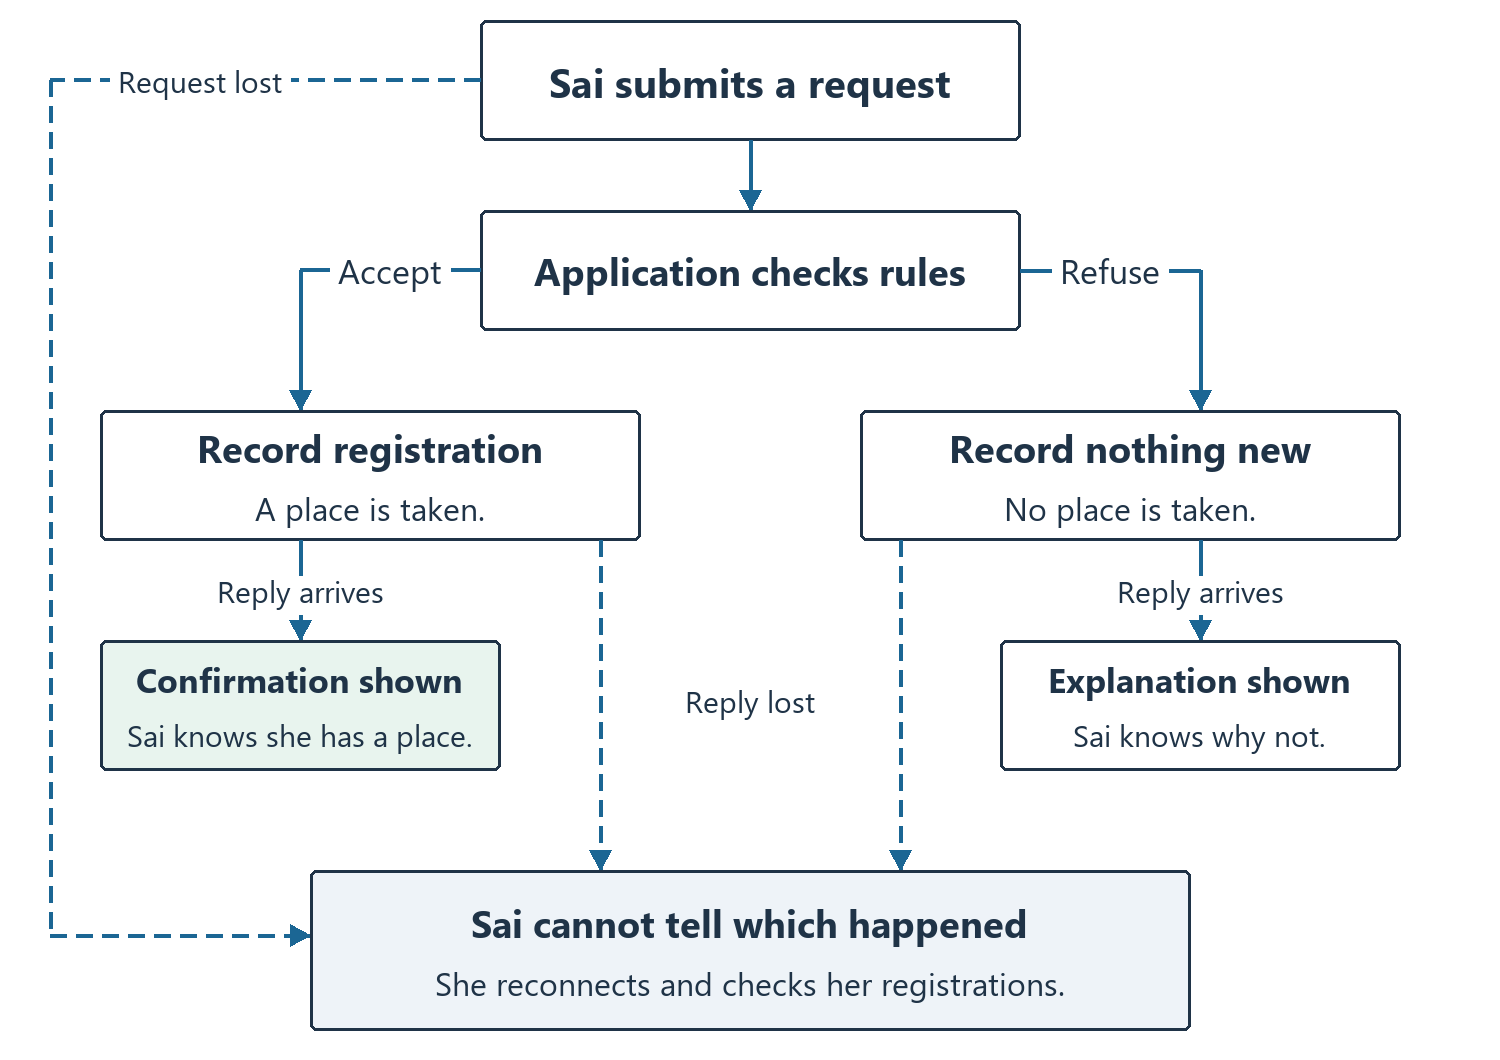 Sai submits a request
Request lost
Application checks rules
Accept
Refuse
Record registration
A place is taken.
Record nothing new
No place is taken.
Reply arrives
Reply arrives
Confirmation shown
Sai knows she has a place.
Reply lost
Explanation shown
Sai knows why not.
Sai cannot tell which happened
She reconnects and checks her registrations.